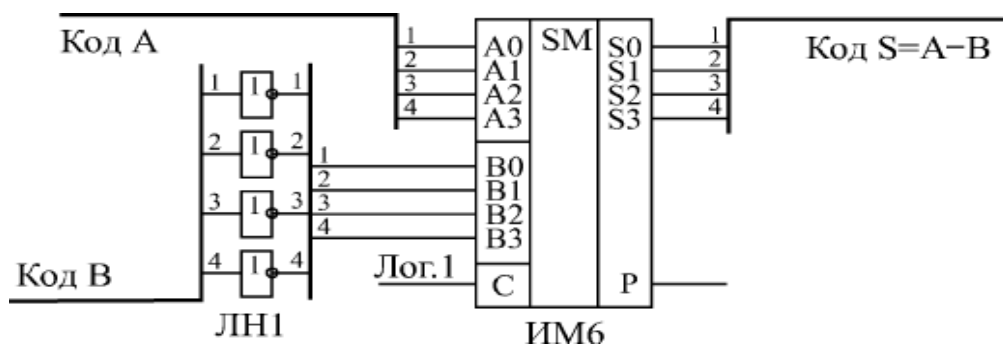 Код A
Код B
1 1 1
2 1 2
3 1 3
4 1 4
ЛН1
1
2
3
4
1
2
3
4
Лог.1
A0
A1
A2
A3
B0
B1
B2
B3
C
SM
S0
S1
S2
S3
P
ИМ6
1
2
3
4
Код S=A−B